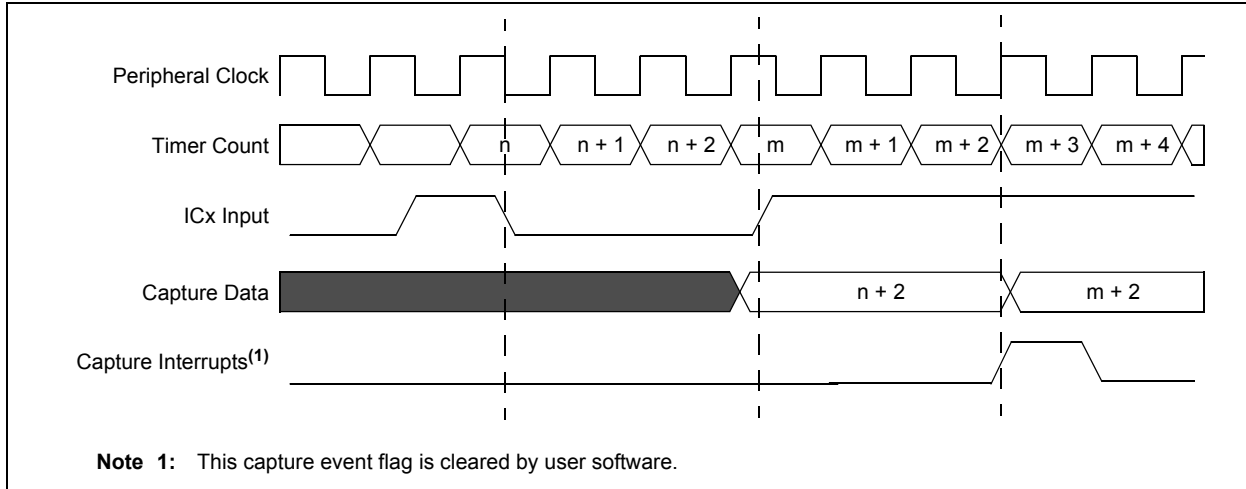 Peripheral Clock
Timer Count n n + 1 n + 2 m m + 1 m + 2 m + 3 m + 4
ICx Input
Capture Data n + 2 m + 2
Capture Interrupts(1)
Note 1: This capture event flag is cleared by user software.